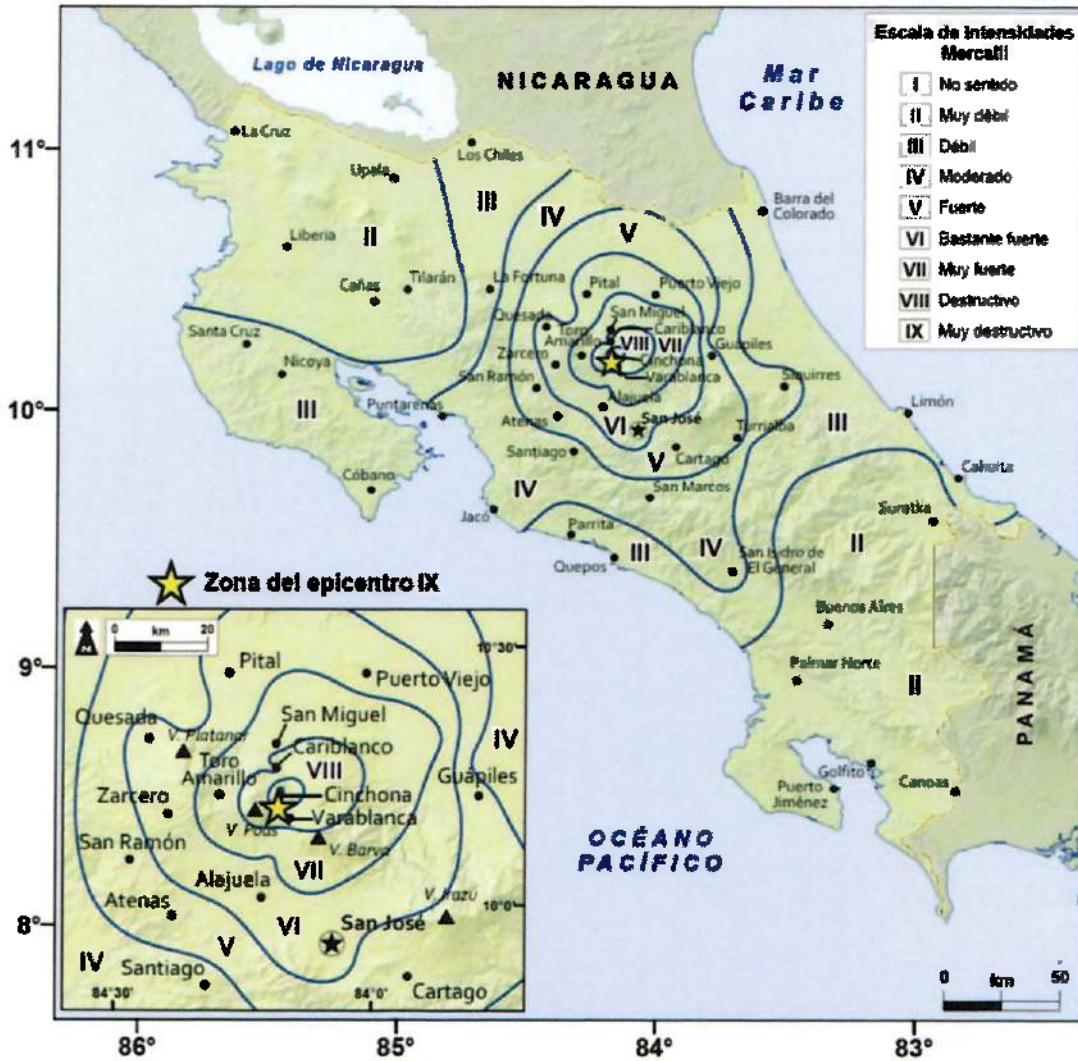 Lago de Nicaragua
NICARAGUA
Mar
Caribe
Escala de Intensidades
Mercalli
I No sentido
II Muy débil
III Débil
IV Moderado
V Fuerte
VI Bastante fuerte
VII Muy fuerte
VIII Destructivo
IX Muy destructivo
11°
10°
9°
8°
La Cruz
Los Chiles
Upala
III
IV
V
Barra del
Colorado
II
Liberia
Cañas
Tilarán
La Fortuna
Pital
Puerto Viejo
Quesada
San Miguel
Toro
Amarillo
Cariblanco
VIII
VII
Guápiles
Santa Cruz
Zarcero
Cinchona
Nicoya
San Ramón
Varablanca
Siquirres
III
Puntarenas
Alajuela
Limón
Atenas
VI
San José
III
Turrialba
Santiago
V
Cartago
Cahuita
Cóbano
IV
San Marcos
Jacó
Suretka
Parrita
III
IV
II
Quepos
San Isidro de
El General
Buenos Aires
Palmar Norte
II
PANAMÁ
Golfito
Puerto
Jiménez
Canoas
OCÉANO
PACÍFICO
0 km 50
Zona del epicentro IX
N
0 km 20
10°30'
Pital
Puerto Viejo
Quesada
V. Platanar
San Miguel
Cariblanco
IV
Toro
Amarillo
VIII
Guápiles
Zarcero
Cinchona
V Poás
Varablanca
San Ramón
V. Barva
VII
Alajuela
V. Irazú
10°0'
Atenas
VI
San José
V
IV
Santiago
Cartago
84°30'
84°0'
86°
85°
84°
83°